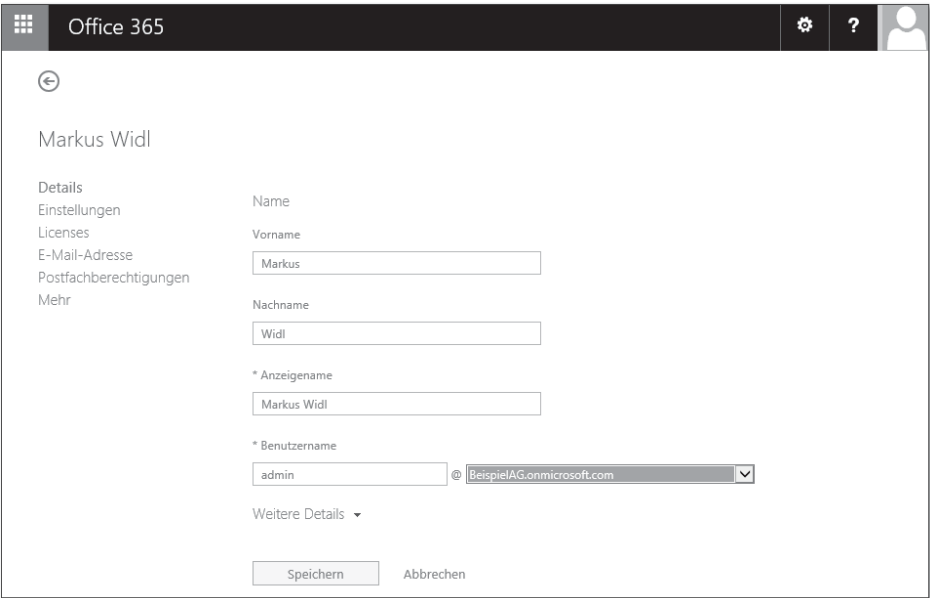 Office 365
?
Markus Widl
Details
Einstellungen
Licenses
E-Mail-Adresse
Postfachberechtigungen
Mehr
Name
Vorname
Markus
Nachname
Widl
* Anzeigename
Markus Widl
* Benutzername
admin @ BeispielAG.onmicrosoft.com
Weitere Details
Speichern Abbrechen